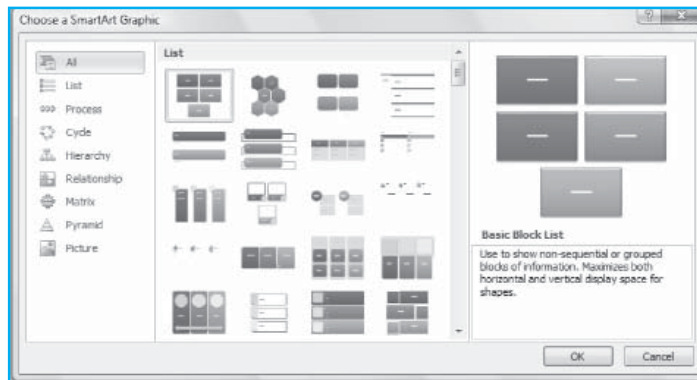 Choose a SmartArt Graphic
All
List
Process
Cycle
Hierarchy
Relationship
Matrix
Pyramid
Picture
List
Basic Block List
Use to show non-sequential or grouped
blocks of information. Maximizes both
horizontal and vertical display space for
shapes.
OK
Cancel